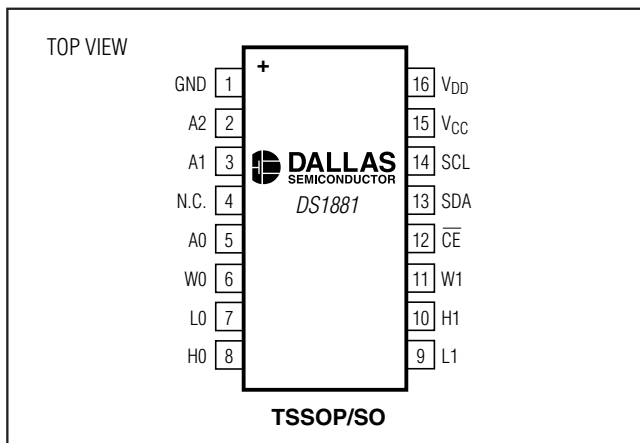 TOP VIEW
+
GND 1
A2 2
A1 3
N.C. 4
A0 5
W0 6
L0 7
H0 8
DALLAS
SEMICONDUCTOR
DS1881
16 VDD
15 VCC
14 SCL
13 SDA
12 C̅E̅
11 W1
10 H1
9 L1
TSSOP/SO